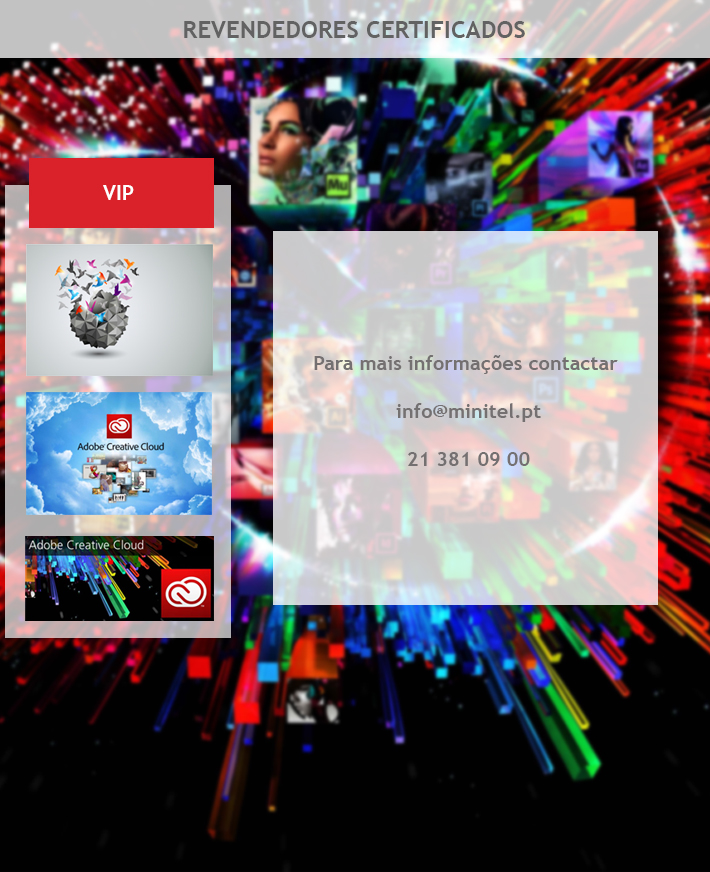 REVENDEDORES CERTIFICADOS
VIP
Mu
Para mais informações contactar
info@minitel.pt
21 381 09 00
Adobe Creative Cloud
Adobe Creative Cloud